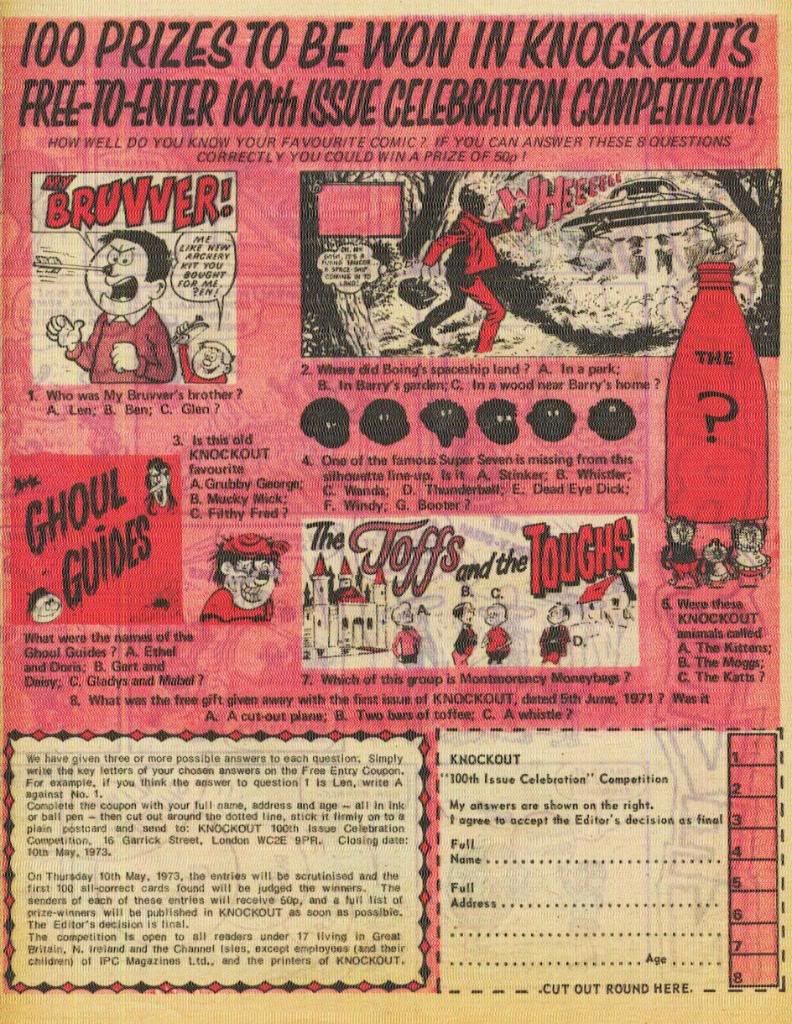 100 PRIZES TO BE WON IN KNOCKOUT'S
FREE-TO-ENTER 100th ISSUE CELEBRATION COMPETITION!
HOW WELL DO YOU KNOW YOUR FAVOURITE COMIC? IF YOU CAN ANSWER THESE 8 QUESTIONS
CORRECTLY YOU COULD WIN A PRIZE OF 50p!
MY
BRUVVER!
ME
LIKE NEW
ARCHERY
KIT YOU
BOUGHT
FOR ME,
?EN!
1. Who was My Bruvver's brother?
A. Len; B. Ben; C. Glen?
WHEEEEEE
OH, MY
GOSH, IT'S A
FLYING SAUCER
A SPACE-SHIP
COMING IN TO
LAND!
2. Where did Boing's spaceship land? A. In a park;
B. In Barry's garden; C. In a wood near Barry's home?
3. Is this old
KNOCKOUT
favourite
A. Grubby George;
B. Mucky Mick;
C. Filthy Fred?
4. One of the famous Super Seven is missing from this
silhouette line-up. Is it A. Stinker; B. Whistler;
C. Wanda; D. Thunderball; E. Dead Eye Dick;
F. Windy; G. Booter?
THE
?
GHOUL
GUIDES
What were the names of the
Ghoul Guides? A. Ethel
and Doris; B. Gert and
Daisy; C. Gladys and Mabel?
The Toffs and the TOUGHS
A.
B.
C.
D.
7. Which of this group is Montmorency Moneybags?
6. Were these
KNOCKOUT
animals called
A. The Kittens;
B. The Moggs;
C. The Katts?
8. What was the free gift given away with the first issue of KNOCKOUT, dated 5th June, 1971? Was it
A. A cut-out plane; B. Two bars of toffee; C. A whistle?
We have given three or more possible answers to each question. Simply
write the key letters of your chosen answers on the Free Entry Coupon.
For example, if you think the answer to question 1 is Len, write A
against No. 1.
Complete the coupon with your full name, address and age — all in ink
or ball pen — then cut out around the dotted line, stick it firmly on to a
plain postcard and send to: KNOCKOUT 100th Issue Celebration
Competition, 16 Garrick Street, London WC2E 9PR. Closing date:
10th May, 1973.
On Thursday 10th May, 1973, the entries will be scrutinised and the
first 100 all-correct cards found will be judged the winners. The
senders of each of these entries will receive 50p, and a full list of
prize-winners will be published in KNOCKOUT as soon as possible.
The Editor's decision is final.
The competition is open to all readers under 17 living in Great
Britain, N. Ireland and the Channel Isles, except employees (and their
children) of IPC Magazines Ltd., and the printers of KNOCKOUT.
KNOCKOUT
"100th Issue Celebration" Competition
My answers are shown on the right.
I agree to accept the Editor's decision as final
Full
Name
Full
Address
Age
1
2
3
4
5
6
7
8
CUT OUT ROUND HERE.